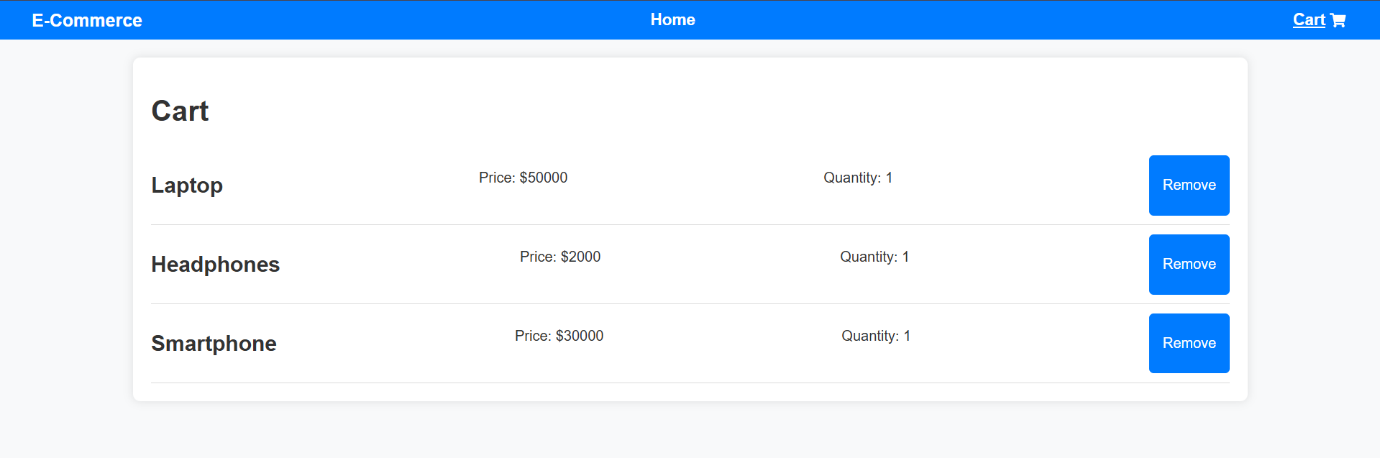 E-Commerce Home Cart
Cart
Laptop Price: $50000 Quantity: 1 Remove
Headphones Price: $2000 Quantity: 1 Remove
Smartphone Price: $30000 Quantity: 1 Remove